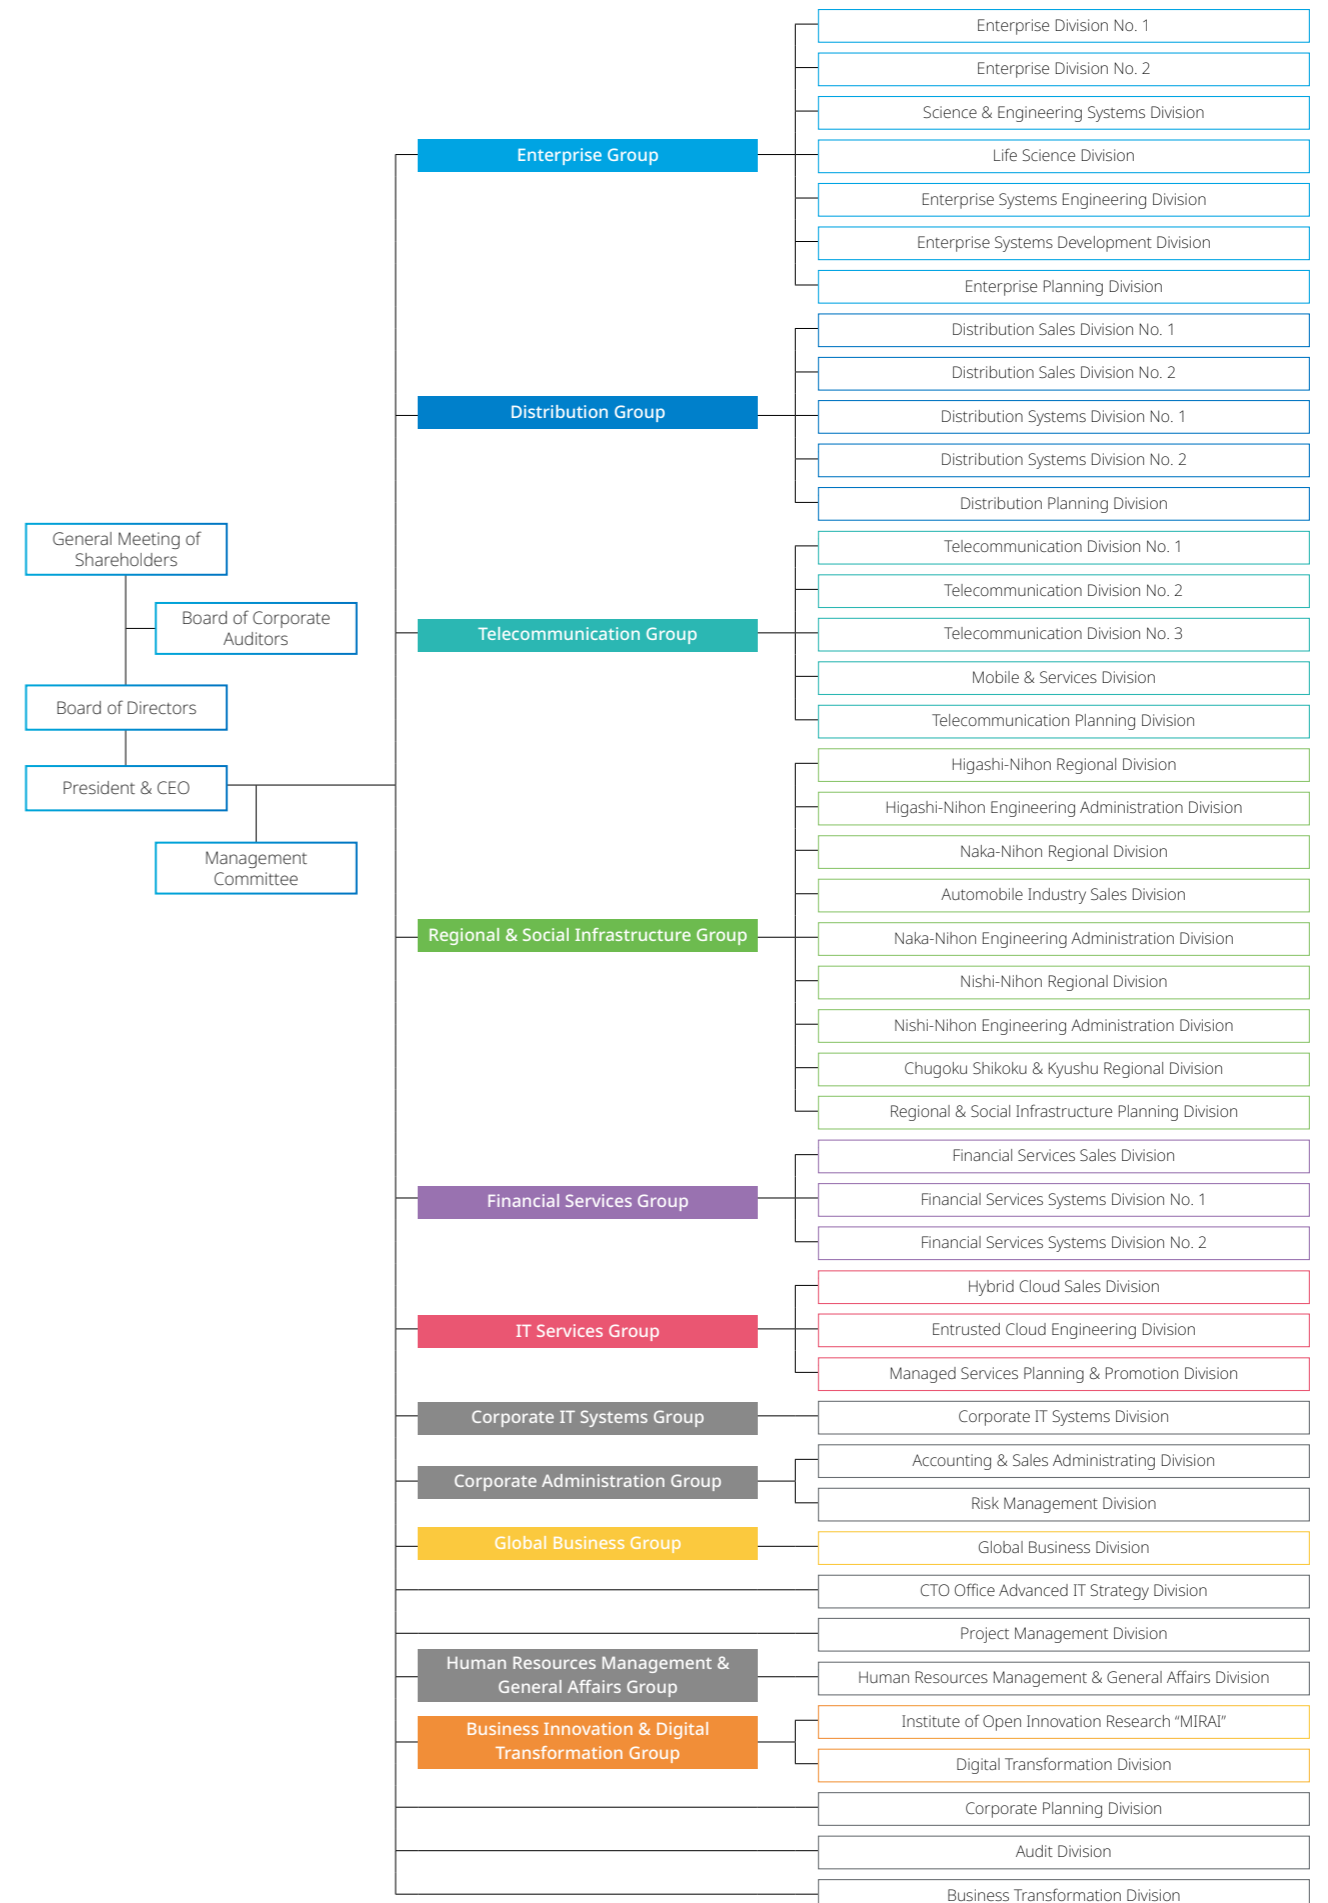 General Meeting of
Shareholders
Board of Corporate
Auditors
Board of Directors
President & CEO
Management
Committee
Enterprise Group
Enterprise Division No. 1
Enterprise Division No. 2
Science & Engineering Systems Division
Life Science Division
Enterprise Systems Engineering Division
Enterprise Systems Development Division
Enterprise Planning Division
Distribution Group
Distribution Sales Division No. 1
Distribution Sales Division No. 2
Distribution Systems Division No. 1
Distribution Systems Division No. 2
Distribution Planning Division
Telecommunication Group
Telecommunication Division No. 1
Telecommunication Division No. 2
Telecommunication Division No. 3
Mobile & Services Division
Telecommunication Planning Division
Regional & Social Infrastructure Group
Higashi-Nihon Regional Division
Higashi-Nihon Engineering Administration Division
Naka-Nihon Regional Division
Automobile Industry Sales Division
Naka-Nihon Engineering Administration Division
Nishi-Nihon Regional Division
Nishi-Nihon Engineering Administration Division
Chugoku Shikoku & Kyushu Regional Division
Regional & Social Infrastructure Planning Division
Financial Services Group
Financial Services Sales Division
Financial Services Systems Division No. 1
Financial Services Systems Division No. 2
IT Services Group
Hybrid Cloud Sales Division
Entrusted Cloud Engineering Division
Managed Services Planning & Promotion Division
Corporate IT Systems Group
Corporate IT Systems Division
Corporate Administration Group
Accounting & Sales Administrating Division
Risk Management Division
Global Business Group
Global Business Division
CTO Office Advanced IT Strategy Division
Project Management Division
Human Resources Management &
General Affairs Group
Human Resources Management & General Affairs Division
Business Innovation & Digital
Transformation Group
Institute of Open Innovation Research “MIRAI”
Digital Transformation Division
Corporate Planning Division
Audit Division
Business Transformation Division